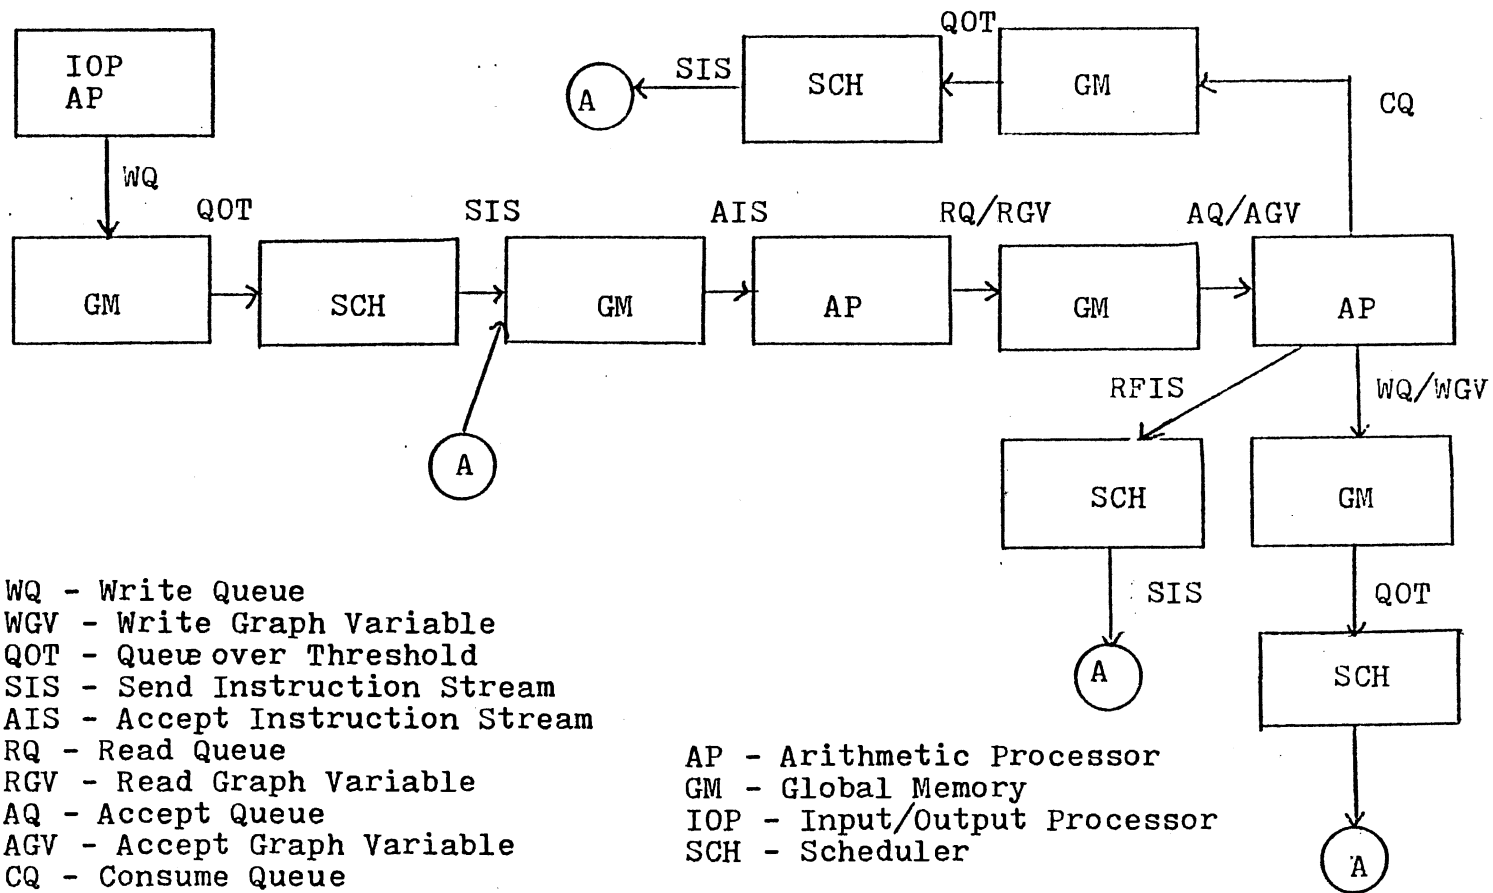 QOT
IOP
AP
SIS
SCH
GM
A
CQ
WQ
QOT
SIS
AIS
RQ/RGV
AQ/AGV
GM
SCH
GM
AP
GM
AP
RFIS
WQ/WGV
A
SCH
GM
SIS
QOT
A
SCH
A
WQ - Write Queue
WGV - Write Graph Variable
QOT - Queue over Threshold
SIS - Send Instruction Stream
AIS - Accept Instruction Stream
RQ - Read Queue
RGV - Read Graph Variable
AQ - Accept Queue
AGV - Accept Graph Variable
CQ - Consume Queue
AP - Arithmetic Processor
GM - Global Memory
IOP - Input/Output Processor
SCH - Scheduler